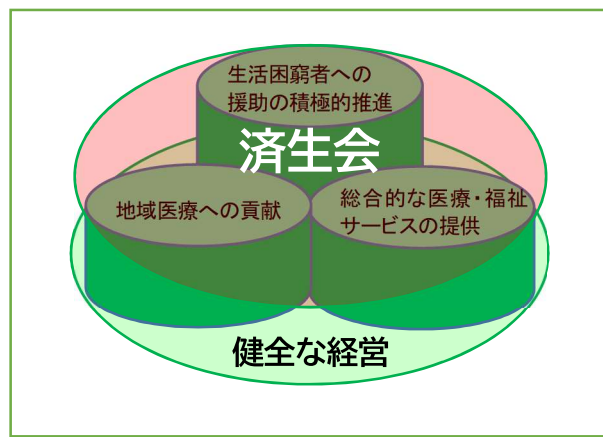 生活困窮者への
援助の積極的推進
済生会
地域医療への貢献
総合的な医療・福祉
サービスの提供
健全な経営